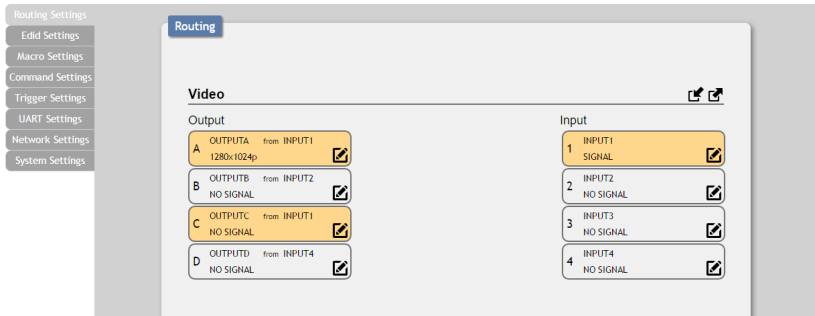 Routing Settings
Edid Settings
Macro Settings
Command Settings
Trigger Settings
UART Settings
Network Settings
System Settings
Routing
Video
Output
A OUTPUTA from INPUT1
1280x1024p
B OUTPUTB from INPUT2
NO SIGNAL
C OUTPUTC from INPUT1
NO SIGNAL
D OUTPUTD from INPUT4
NO SIGNAL
Input
1 INPUT1
SIGNAL
2 INPUT2
NO SIGNAL
3 INPUT3
NO SIGNAL
4 INPUT4
NO SIGNAL